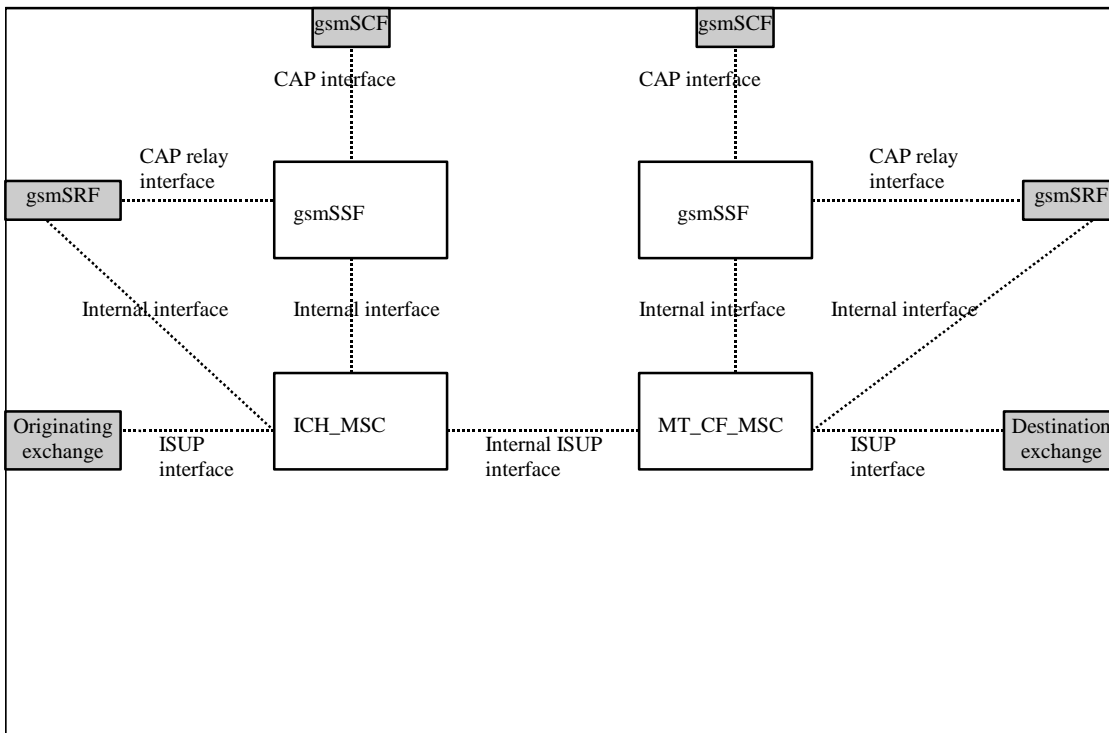 gsmSCF
gsmSCF
CAP interface
CAP interface
CAP relay
interface
CAP relay
interface
gsmSRF
gsmSSF
gsmSSF
gsmSRF
Internal interface
Internal interface
Internal interface
Internal interface
Originating
exchange
ISUP
interface
ICH_MSC
Internal ISUP
interface
MT_CF_MSC
ISUP
interface
Destination
exchange